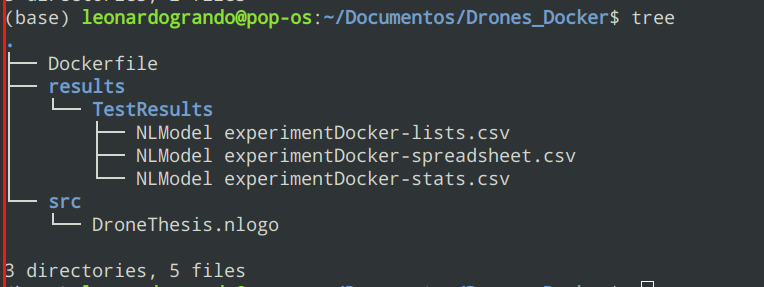 (base) leonardogrando@pop-os:~/Documentos/Drones_Docker$ tree
.
├── Dockerfile
├── results
│   └── TestResults
│       ├── NLModel experimentDocker-lists.csv
│       ├── NLModel experimentDocker-spreadsheet.csv
│       └── NLModel experimentDocker-stats.csv
└── src
    └── DroneThesis.nlogo

3 directories, 5 files